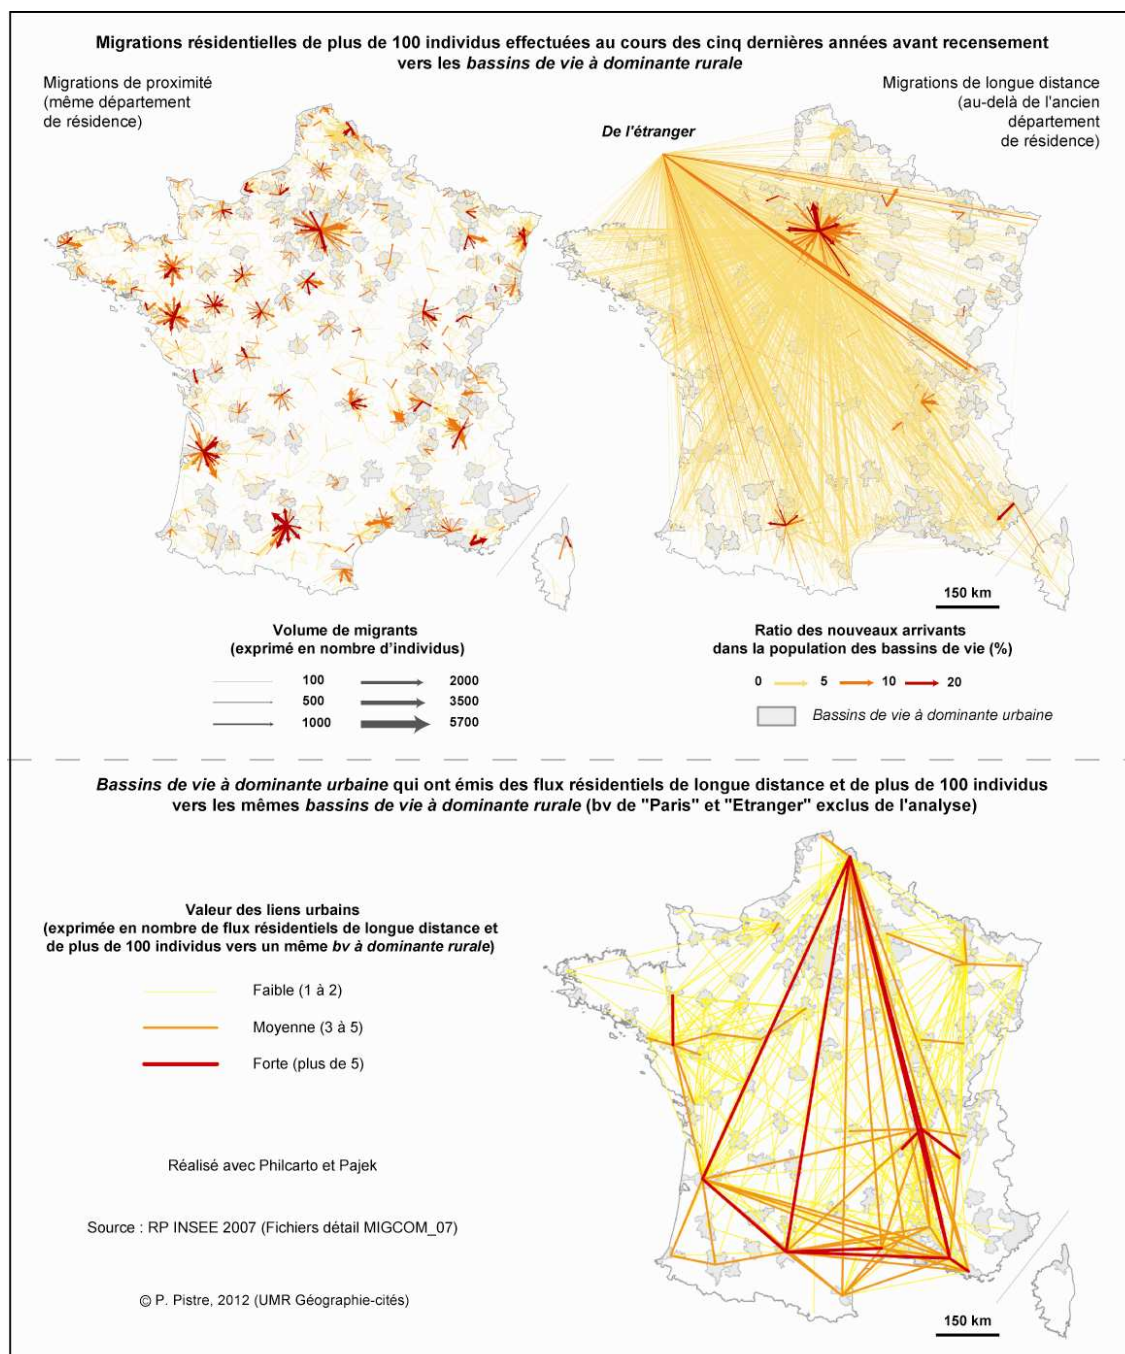 Migrations résidentielles de plus de 100 individus effectuées au cours des cinq dernières années avant recensement
vers les bassins de vie à dominante rurale
Migrations de proximité
(même département
de résidence)
Migrations de longue distance
(au-delà de l'ancien
département
de résidence)
De l'étranger
150 km
Volume de migrants
(exprimé en nombre d'individus)
100
2000
500
3500
1000
5700
Ratio des nouveaux arrivants
dans la population des bassins de vie (%)
0 5 10 20
Bassins de vie à dominante urbaine
Bassins de vie à dominante urbaine qui ont émis des flux résidentiels de longue distance et de plus de 100 individus
vers les mêmes bassins de vie à dominante rurale (bv de "Paris" et "Etranger" exclus de l'analyse)
Valeur des liens urbains
(exprimée en nombre de flux résidentiels de longue distance et
de plus de 100 individus vers un même bv à dominante rurale)
Faible (1 à 2)
Moyenne (3 à 5)
Forte (plus de 5)
Réalisé avec Philcarto et Pajek
Source : RP INSEE 2007 (Fichiers détail MIGCOM_07)
© P. Pistre, 2012 (UMR Géographie-cités)
150 km